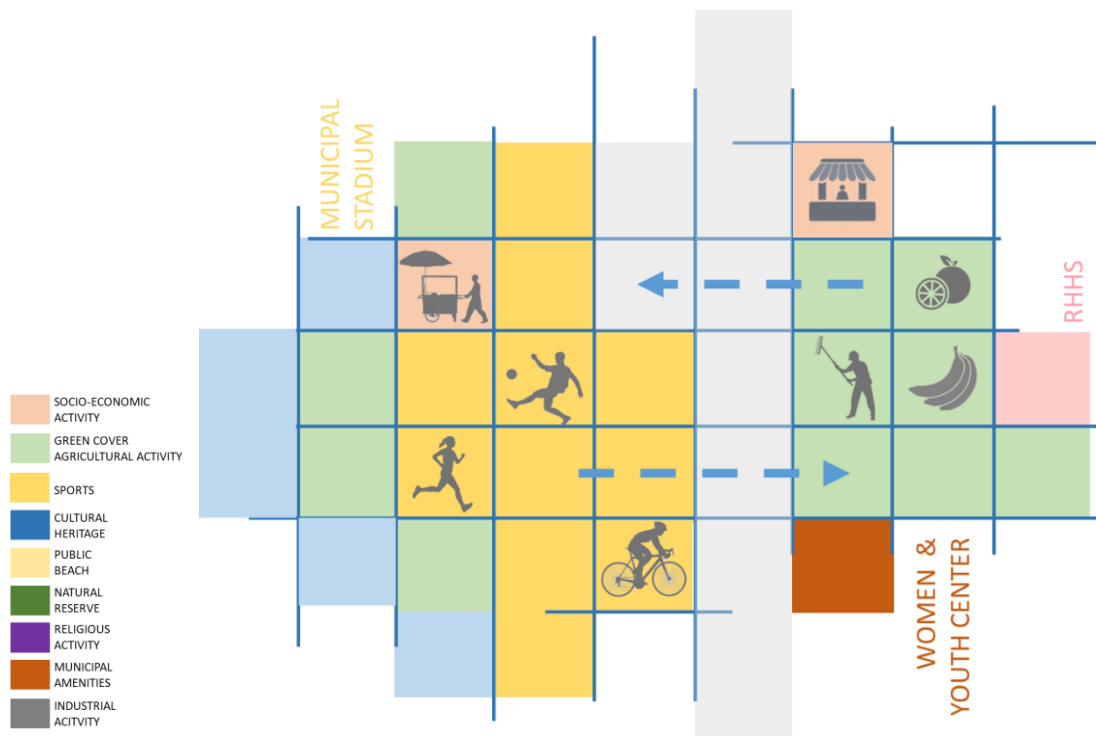 MUNICIPAL
STADIUM
RHHS
SOCIO-ECONOMIC
ACTIVITY
GREEN COVER
AGRICULTURAL ACTIVITY
SPORTS
CULTURAL
HERITAGE
PUBLIC
BEACH
NATURAL
RESERVE
RELIGIOUS
ACTIVITY
MUNICIPAL
AMENITIES
INDUSTRIAL
ACITVITY
WOMEN &
YOUTH CENTER